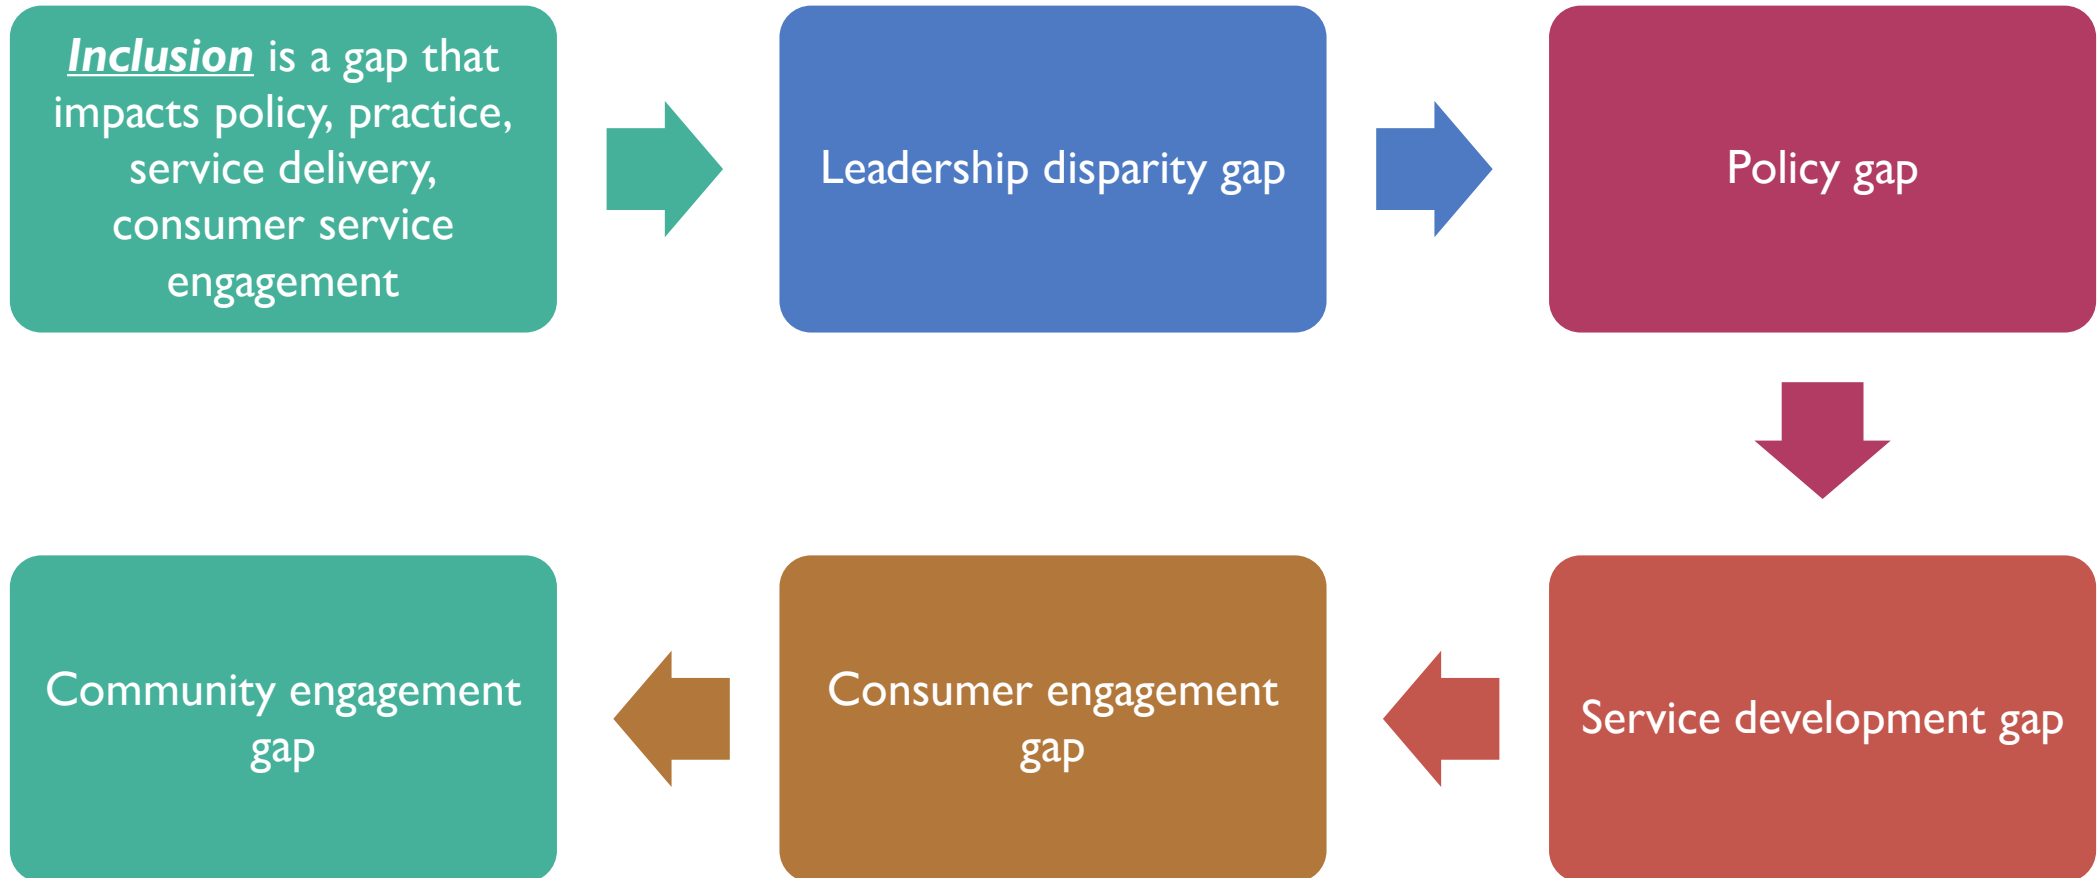 Inclusion is a gap that
impacts policy, practice,
service delivery,
consumer service
engagement
Leadership disparity gap
Policy gap
Service development gap
Consumer engagement
gap
Community engagement
gap